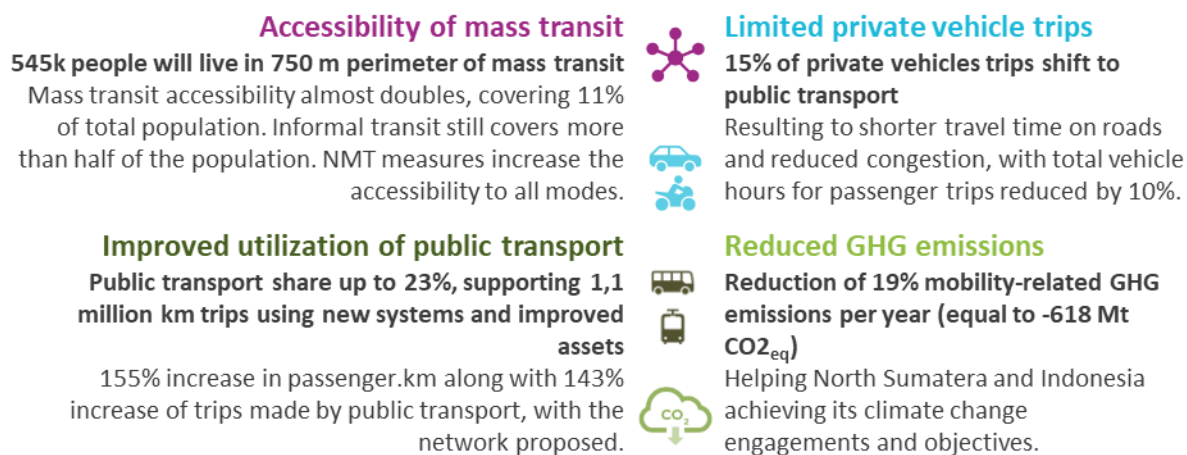 Accessibility of mass transit
545k people will live in 750 m perimeter of mass transit
Mass transit accessibility almost doubles, covering 11%
of total population. Informal transit still covers more
than half of the population. NMT measures increase the
accessibility to all modes.
Limited private vehicle trips
15% of private vehicles trips shift to
public transport
Resulting to shorter travel time on roads
and reduced congestion, with total vehicle
hours for passenger trips reduced by 10%.
Improved utilization of public transport
Public transport share up to 23%, supporting 1,1
million km trips using new systems and improved
assets
155% increase in passenger.km along with 143%
increase of trips made by public transport, with the
network proposed.
Reduced GHG emissions
Reduction of 19% mobility-related GHG
emissions per year (equal to -618 Mt
CO2eq)
Helping North Sumatera and Indonesia
achieving its climate change
engagements and objectives.
CO2